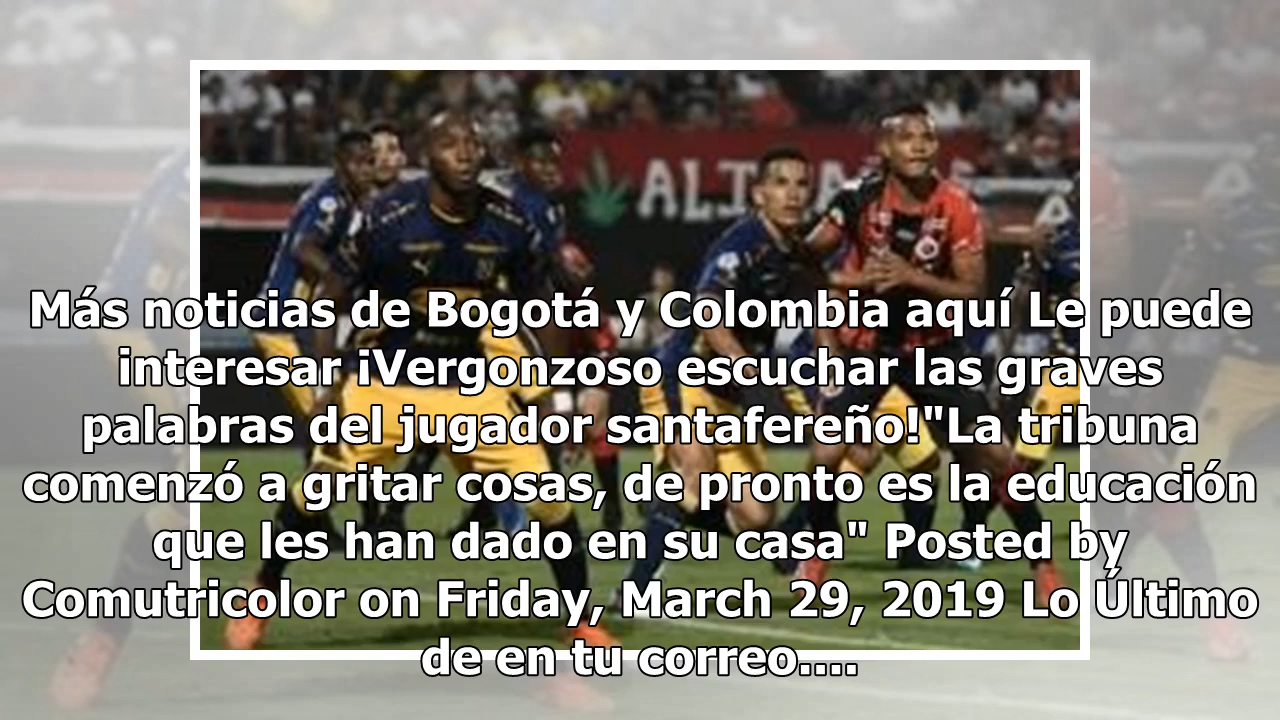 ALI
Más noticias de Bogotá y Colombia aquí Le puede
interesar ¡Vergonzoso escuchar las graves
palabras del jugador santafereño!"La tribuna
comenzó a gritar cosas, de pronto es la educación
que les han dado en su casa" Posted by
Comutricolor on Friday, March 29, 2019 Lo Último
de en tu correo....